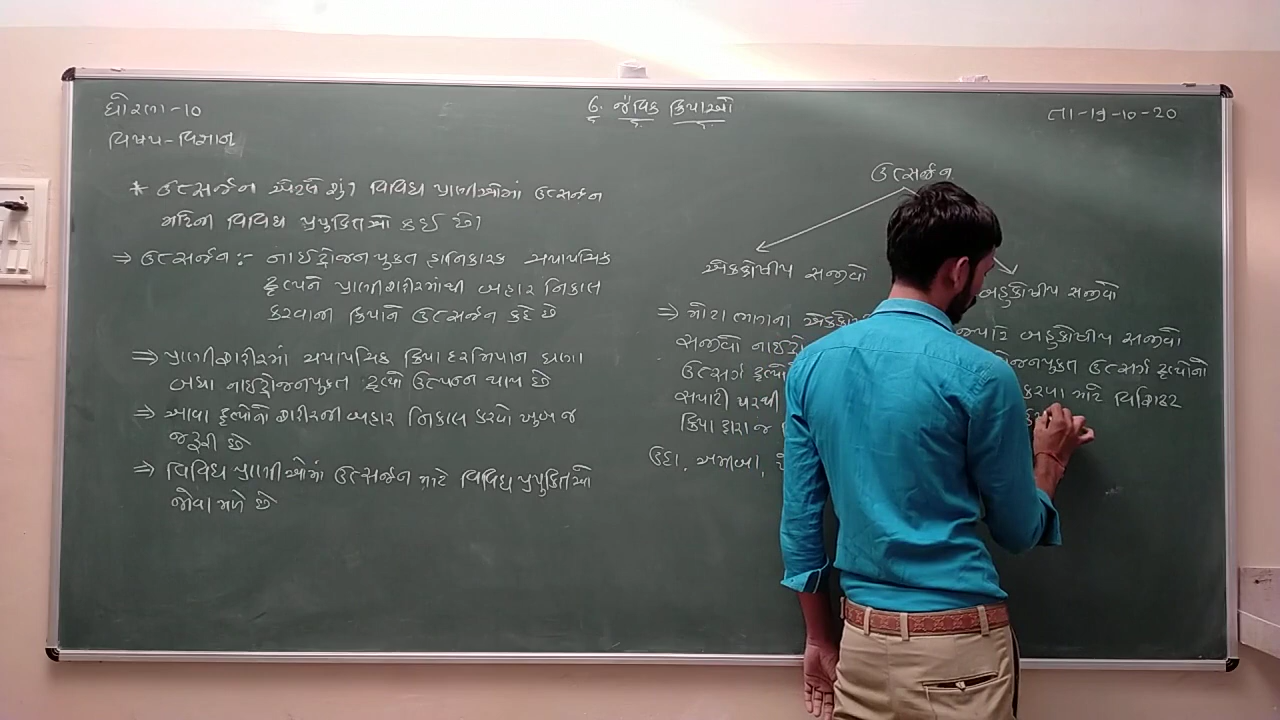 ધોરણ-10
વિષય-વિજ્ઞાન
6. જૈવિક ક્રિયાઓ
તા-19-10-20
* ઉત્સર્જન એટલે શું? વિવિધ પ્રાણીઓમાં ઉત્સર્જન
માટેની વિવિધ પ્રયુક્તિઓ કઈ છે?
⇒ ઉત્સર્જન :- નાઈટ્રોજનયુક્ત હાનિકારક ચયાપચયિક
દ્રવ્યને પ્રાણીશરીરમાંથી બહાર નિકાલ
કરવાની ક્રિયાને ઉત્સર્જન કહે છે
⇒ પ્રાણીશરીરમાં ચયાપચયિક ક્રિયા દરમિયાન ઘણા
બધા નાઈટ્રોજનયુક્ત દ્રવ્યો ઉત્પન્ન થાય છે
⇒ આવા દ્રવ્યોનો શરીરની બહાર નિકાલ કરવો ખુબ જ
જરૂરી છે
⇒ વિવિધ પ્રાણીઓમાં ઉત્સર્જન માટે વિવિધ પ્રયુક્તિઓ
જોવા મળે છે
ઉત્સર્જન
એકકોષીય સજીવો
⇒ મોટા ભાગના
સજીવો
ઉત્સર્ગ
સપાટી પરથી
ક્રિયા દ્વારા જ
ઉદા. અમીબા,
બહુકોષીય સજીવો
બહુકોષીય સજીવો
ઉત્સર્ગ દ્રવ્યોનો
કરવા માટે વિશિષ્ટ